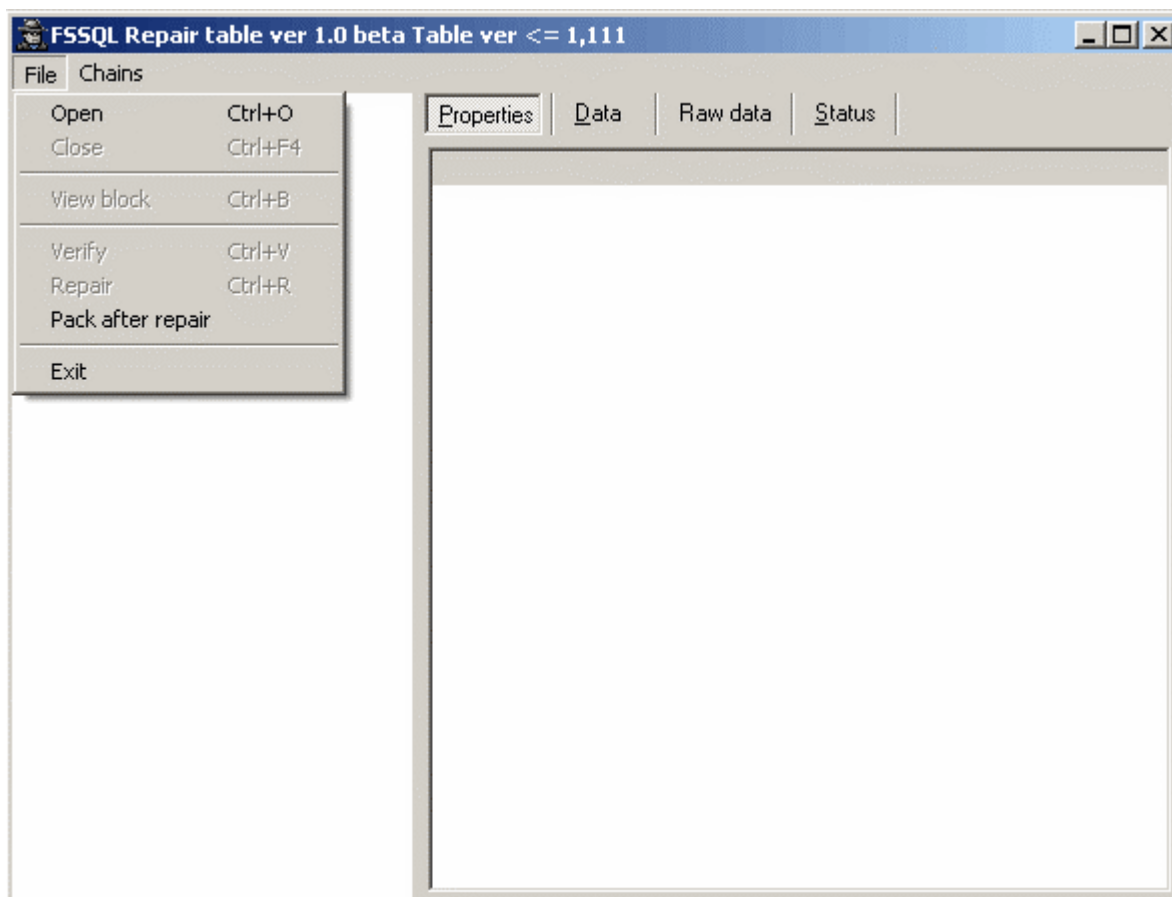 FSSQL Repair table ver 1.0 beta Table ver <= 1,111
File Chains
Open Ctrl+O
Close Ctrl+F4
View block Ctrl+B
Verify Ctrl+V
Repair Ctrl+R
Pack after repair
Exit
Properties Data Raw data Status